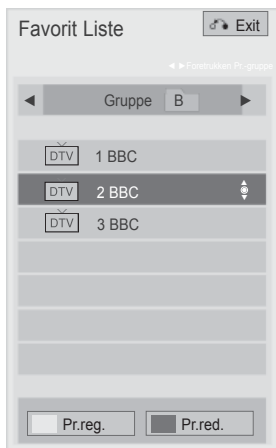 Favorit Liste Exit
◄ ►Foretrukken Pr.-gruppe
◄ Gruppe B ►
DTV 1 BBC
DTV 2 BBC
DTV 3 BBC
Pr.reg. Pr.red.